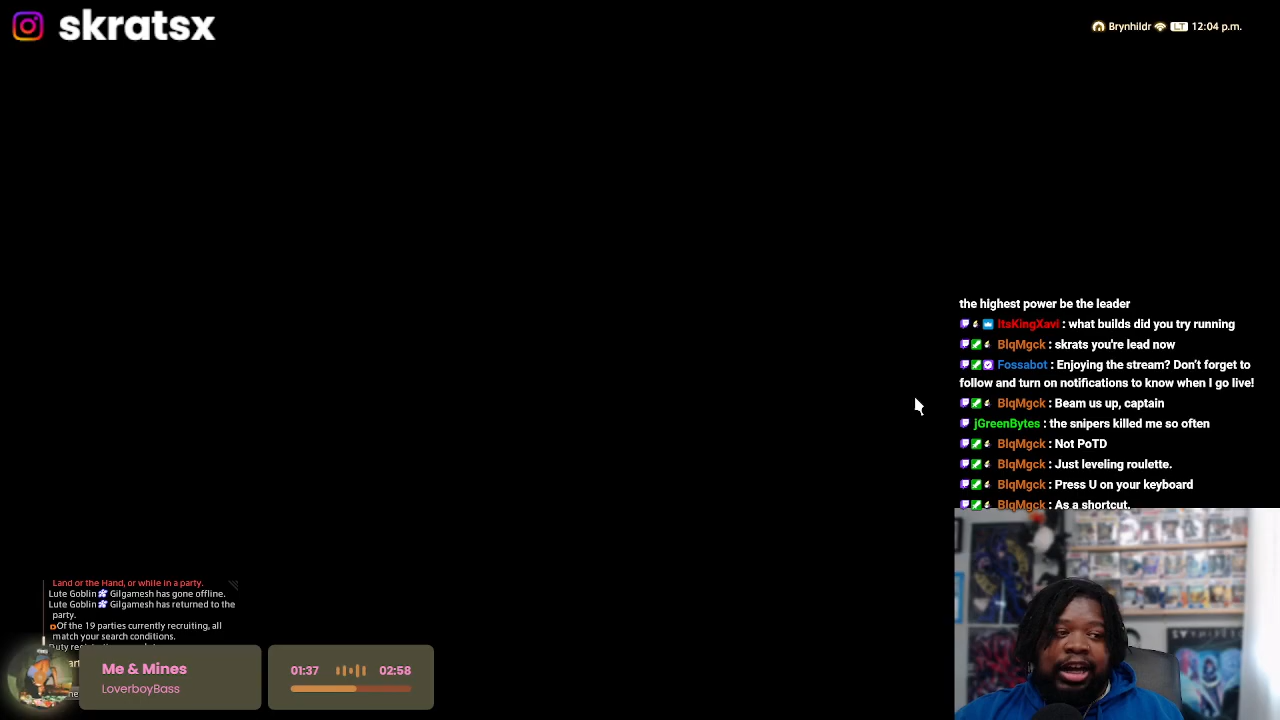 skratsx
Brynhildr LT 12:04 p.m.
the highest power be the leader
ItsKingXavi : what builds did you try running
BlqMgck : skrats you're lead now
Fossabot : Enjoying the stream? Don't forget to
follow and turn on notifications to know when I go live!
BlqMgck : Beam us up, captain
jGreenBytes : the snipers killed me so often
BlqMgck : Not PoTD
BlqMgck : Just leveling roulette.
BlqMgck : Press U on your keyboard
BlqMgck : As a shortcut.
Land or the Hand, or while in a party.
Lute Goblin Gilgamesh has gone offline.
Lute Goblin Gilgamesh has returned to the
party.
Of the 19 parties currently recruiting, all
match your search conditions.
Me & Mines
LoverboyBass
01:37 02:58